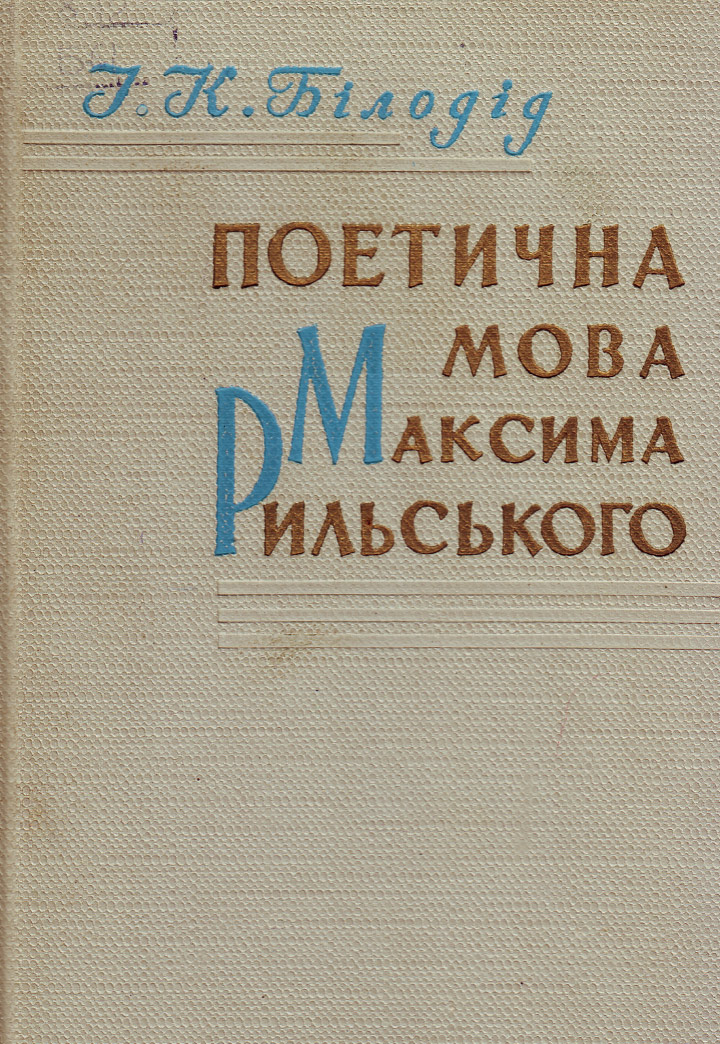 І. К. Білодід
ПОЕТИЧНА
МОВА
МАКСИМА
РИЛЬСЬКОГО